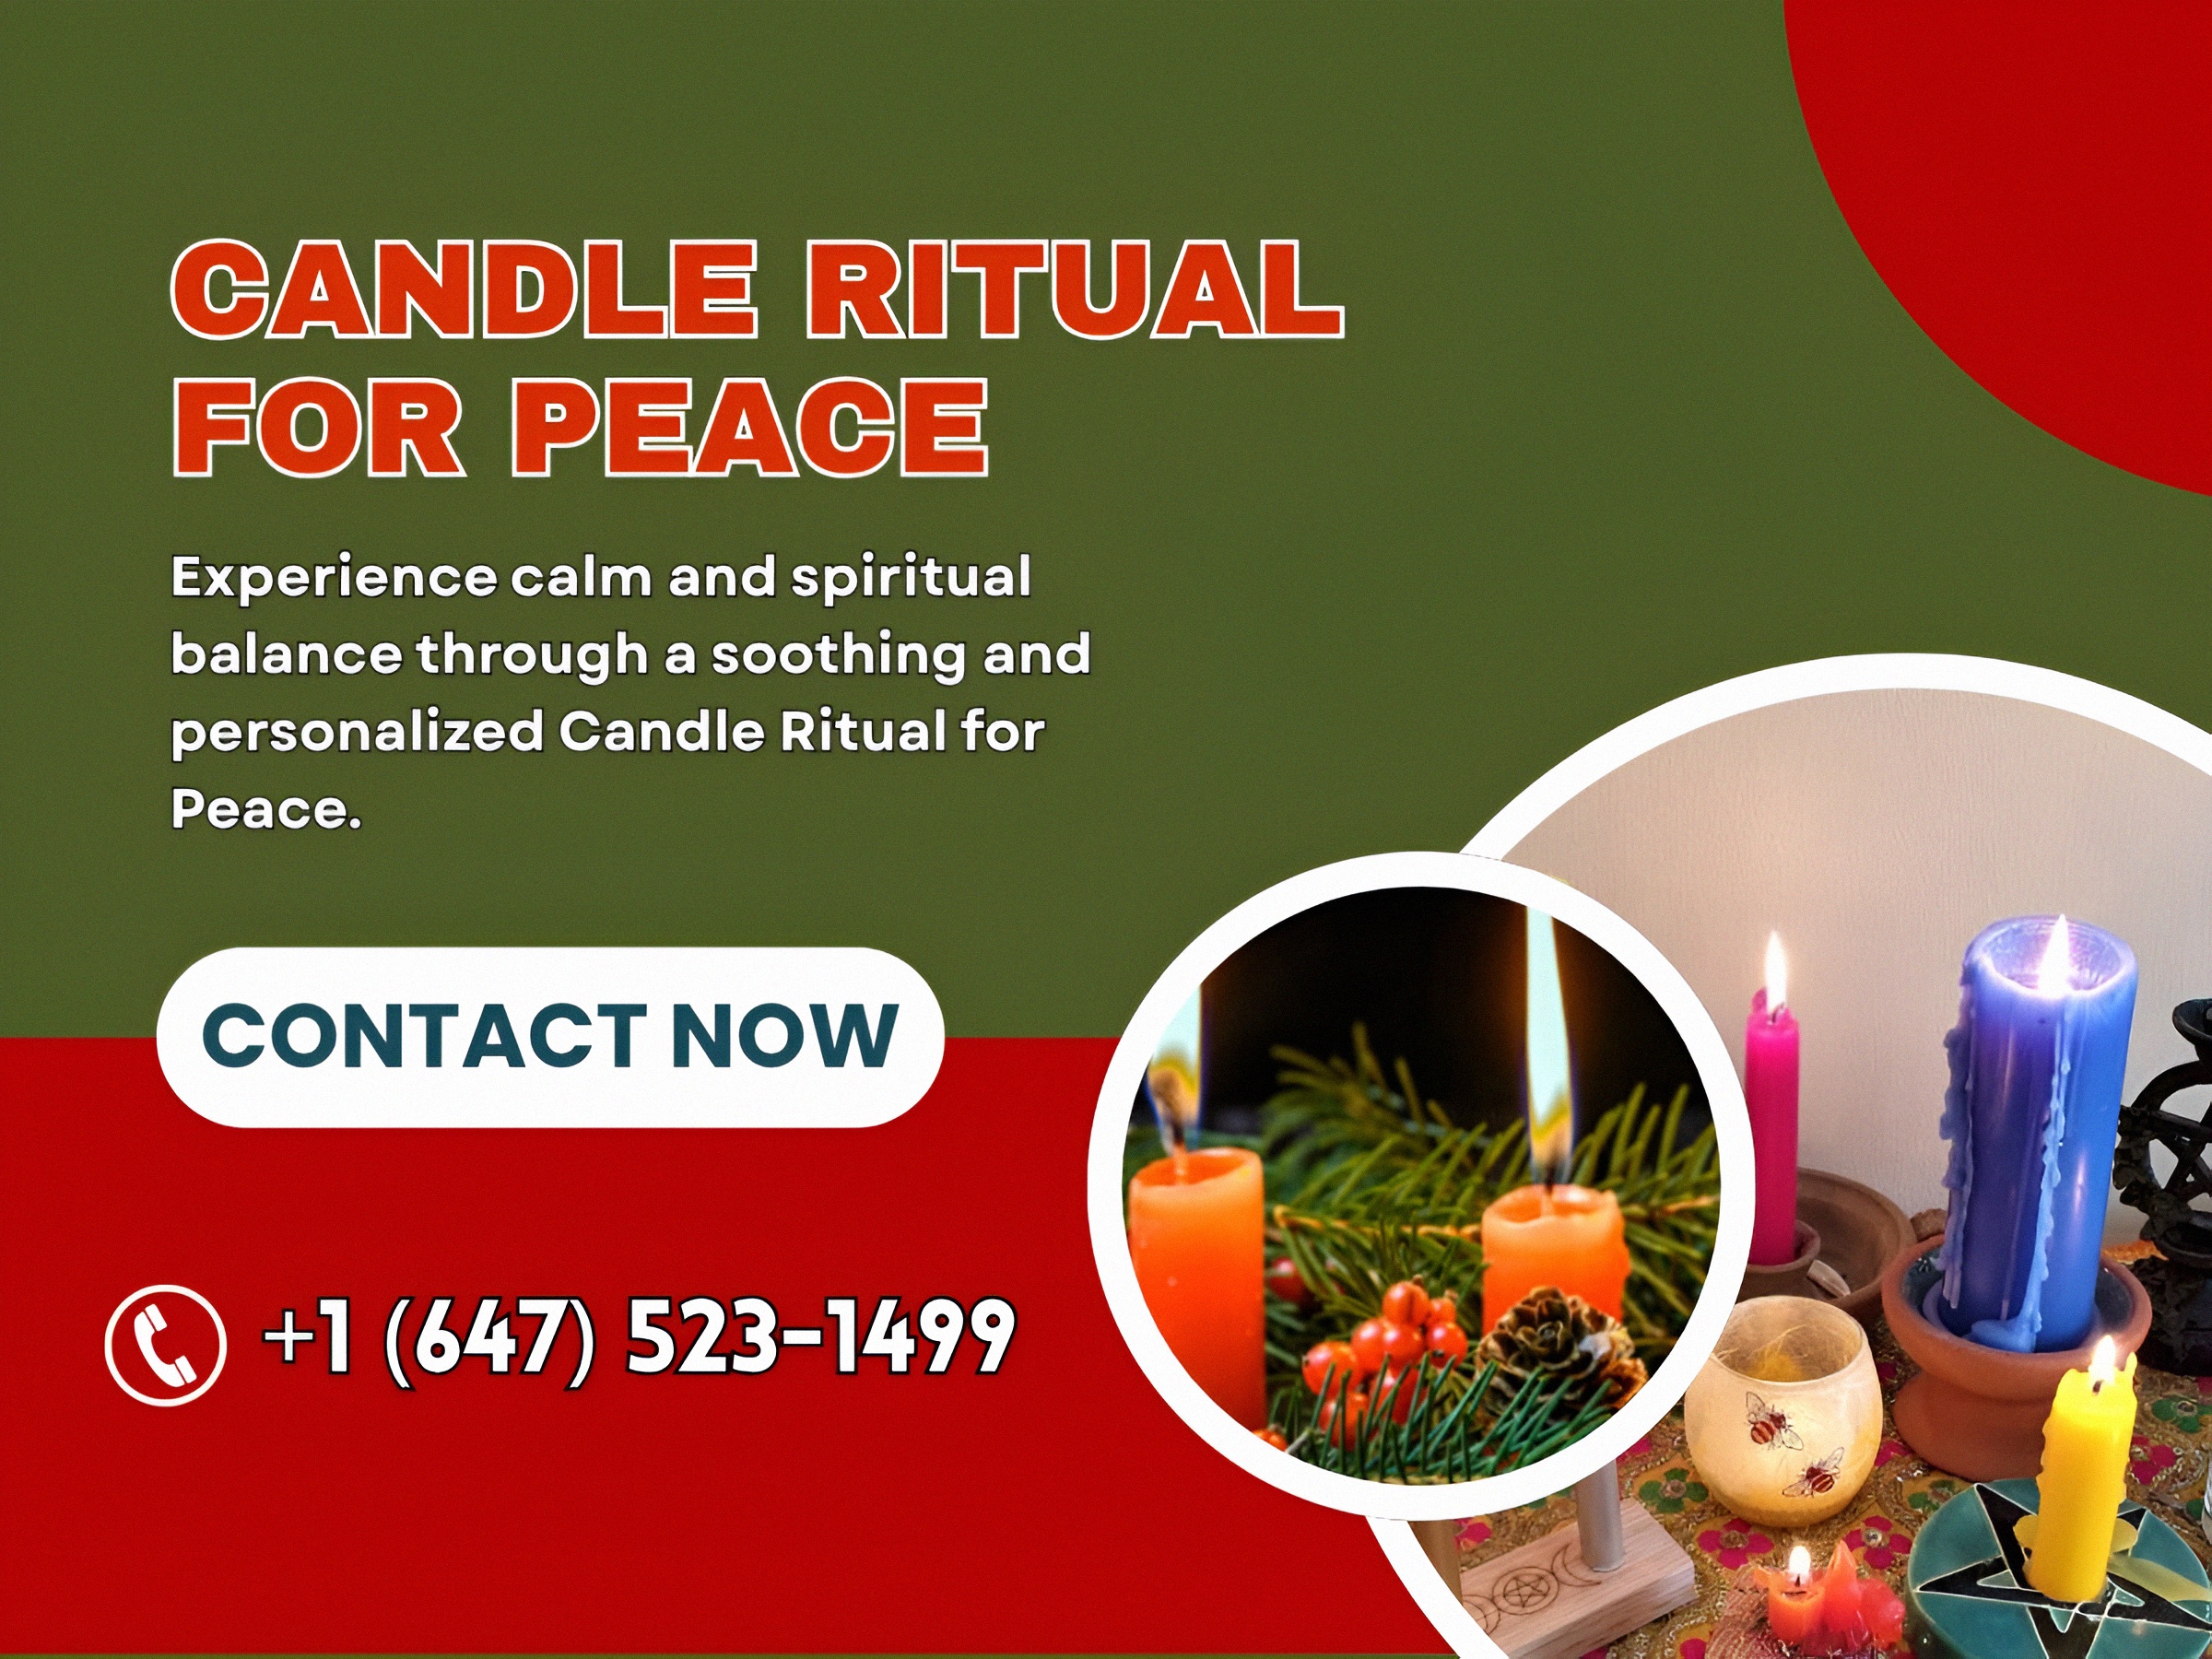 CANDLE RITUAL
FOR PEACE
Experience calm and spiritual
balance through a soothing and
personalized Candle Ritual for
Peace.
CONTACT NOW
+1 (647) 523-1499